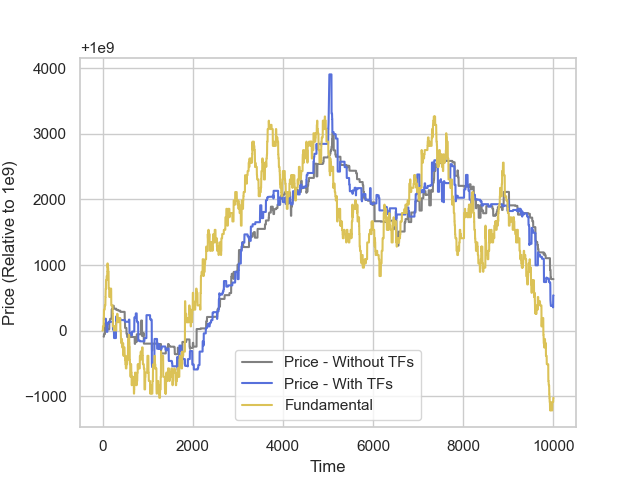 +1e9
4000
3000
2000
1000
0
−1000
Price (Relative to 1e9)
Price - Without TFs
Price - With TFs
Fundamental
0 2000 4000 6000 8000 10000
Time